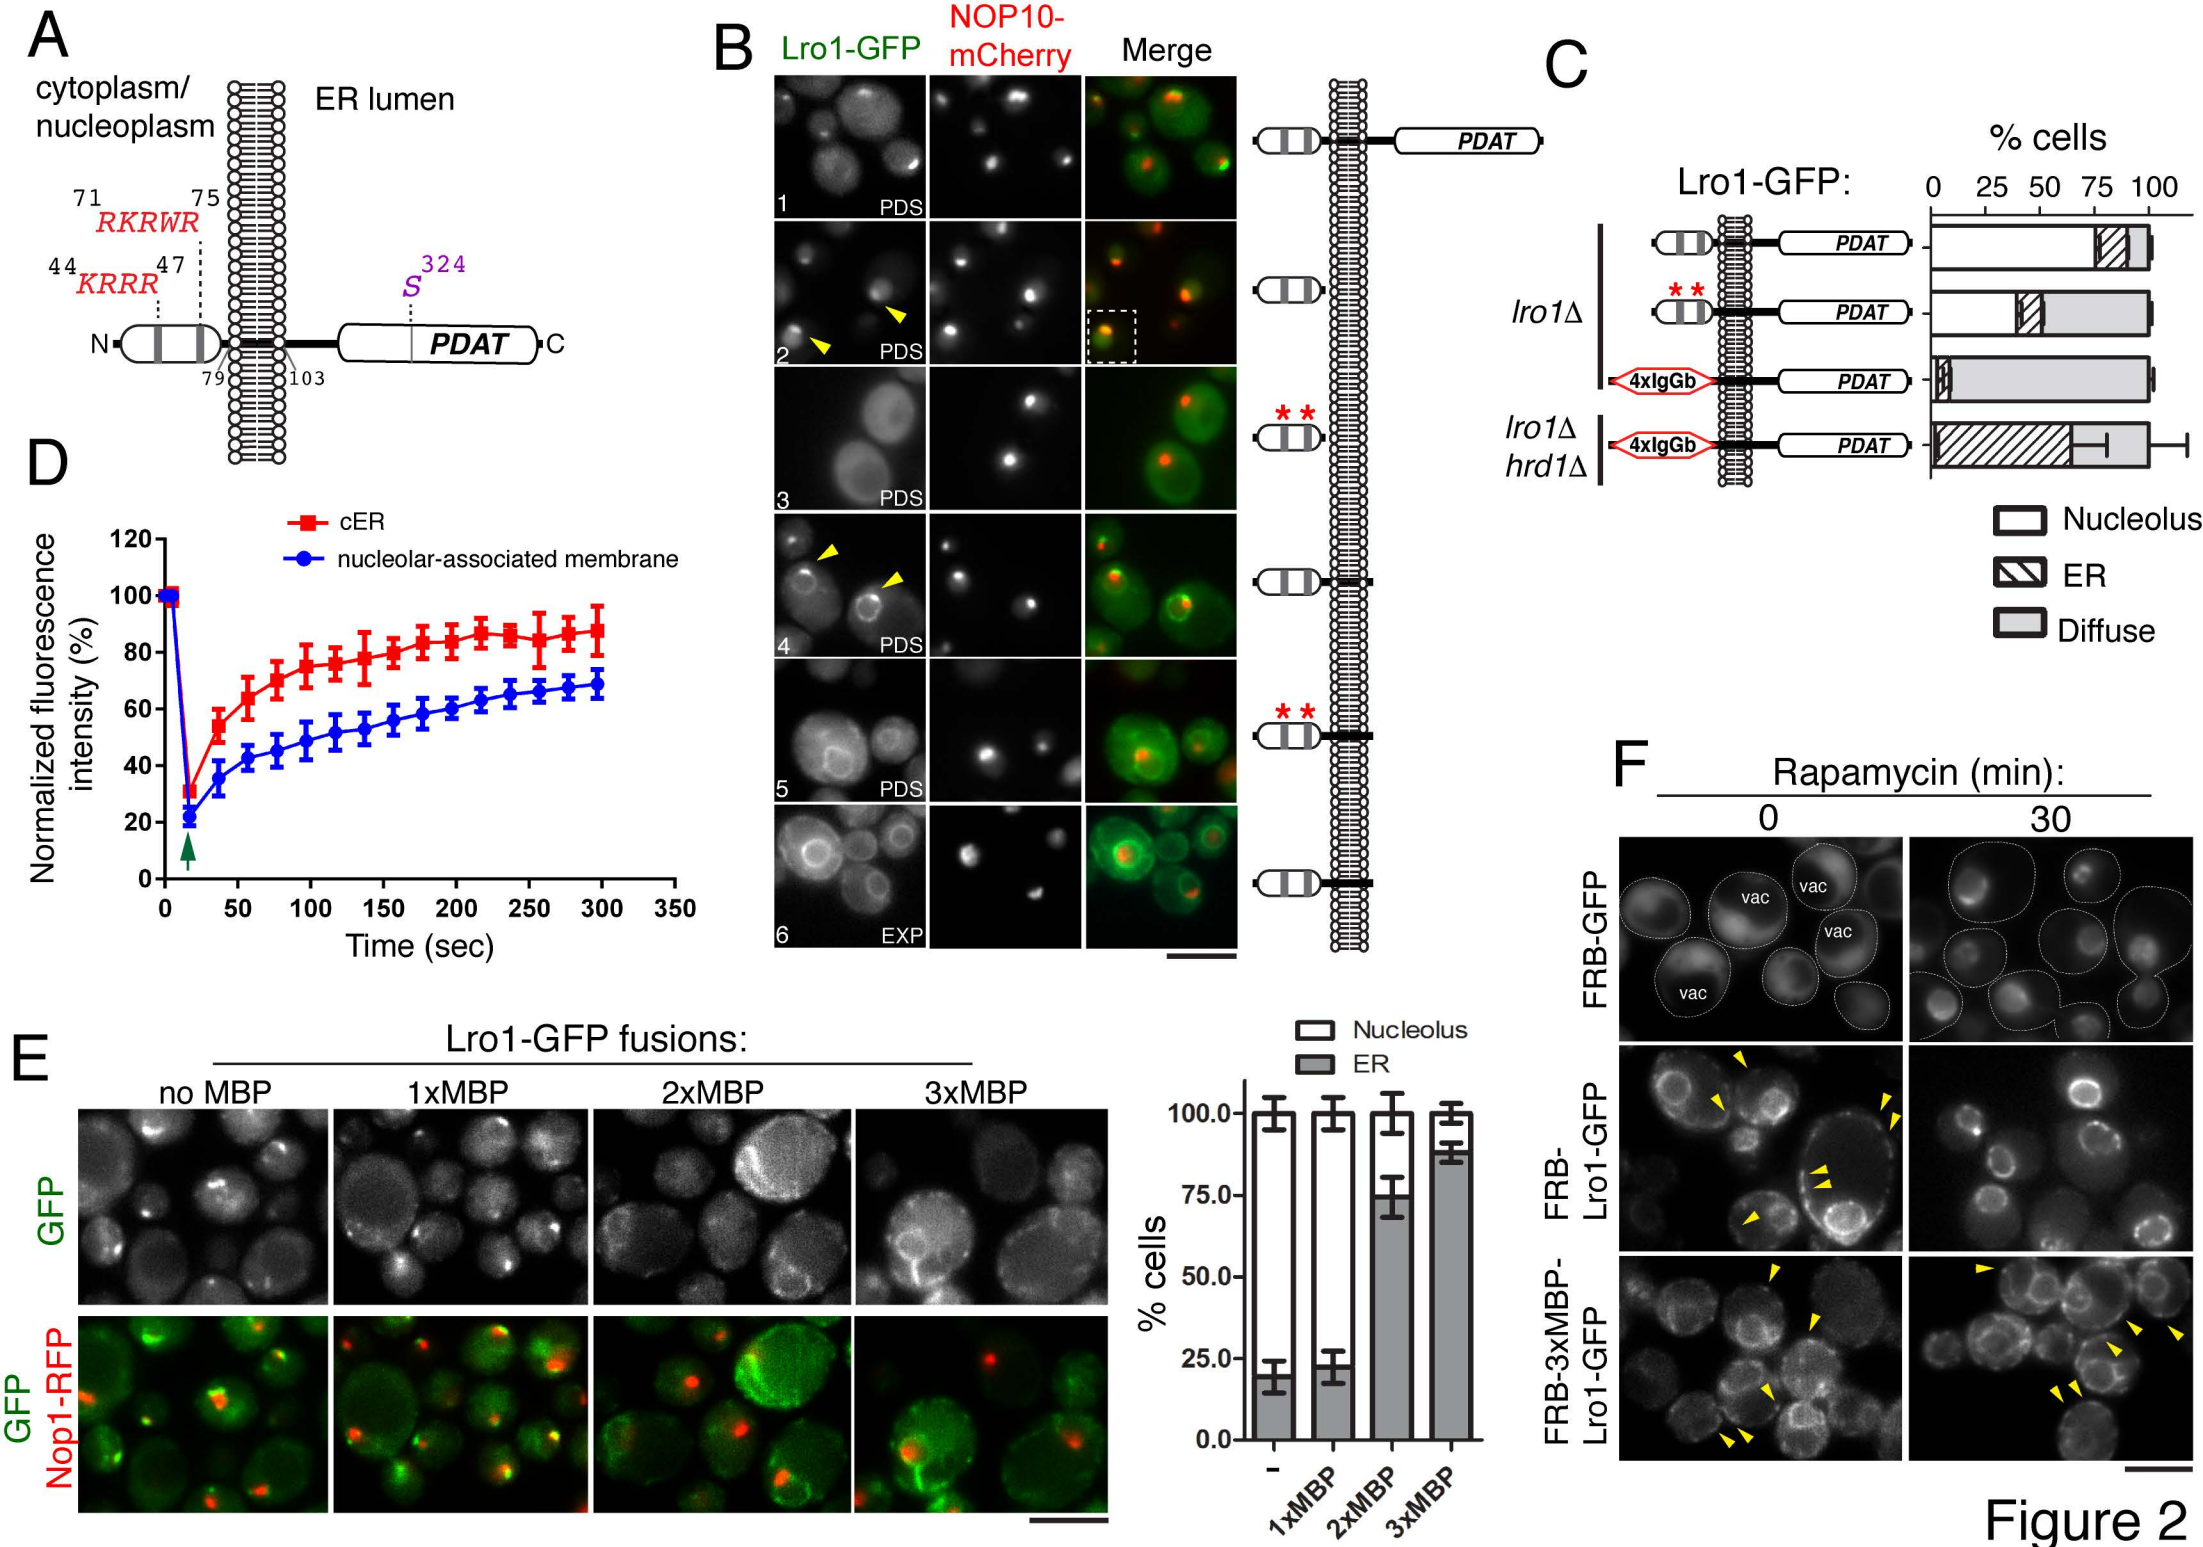 A
cytoplasm/
nucleoplasm
ER lumen
71
75
RKRWR
44
47
KRRR
S324
N
PDAT
C
79
103
B
Lro1-GFP
NOP10-
mCherry
Merge
1
PDS
2
PDS
3
PDS
4
PDS
5
PDS
6
EXP
PDAT
* *
* *
C
% cells
Lro1-GFP:
0 25 50 75 100
lro1Δ
PDAT
* *
PDAT
4xIgGb
PDAT
lro1Δ
hrd1Δ
4xIgGb
PDAT
Nucleolus
ER
Diffuse
D
cER
nucleolar-associated membrane
Normalized fluorescence
intensity (%)
120
100
80
60
40
20
0
0 50 100 150 200 250 300 350
Time (sec)
E
Lro1-GFP fusions:
no MBP 1xMBP 2xMBP 3xMBP
GFP
GFP
Nop1-RFP
Nucleolus
ER
% cells
100.0
75.0
50.0
25.0
0.0
- 1xMBP 2xMBP 3xMBP
F
Rapamycin (min):
0 30
FRB-GFP
vac
vac
vac
vac
FRB-
Lro1-GFP
FRB-3xMBP-
Lro1-GFP
Figure 2